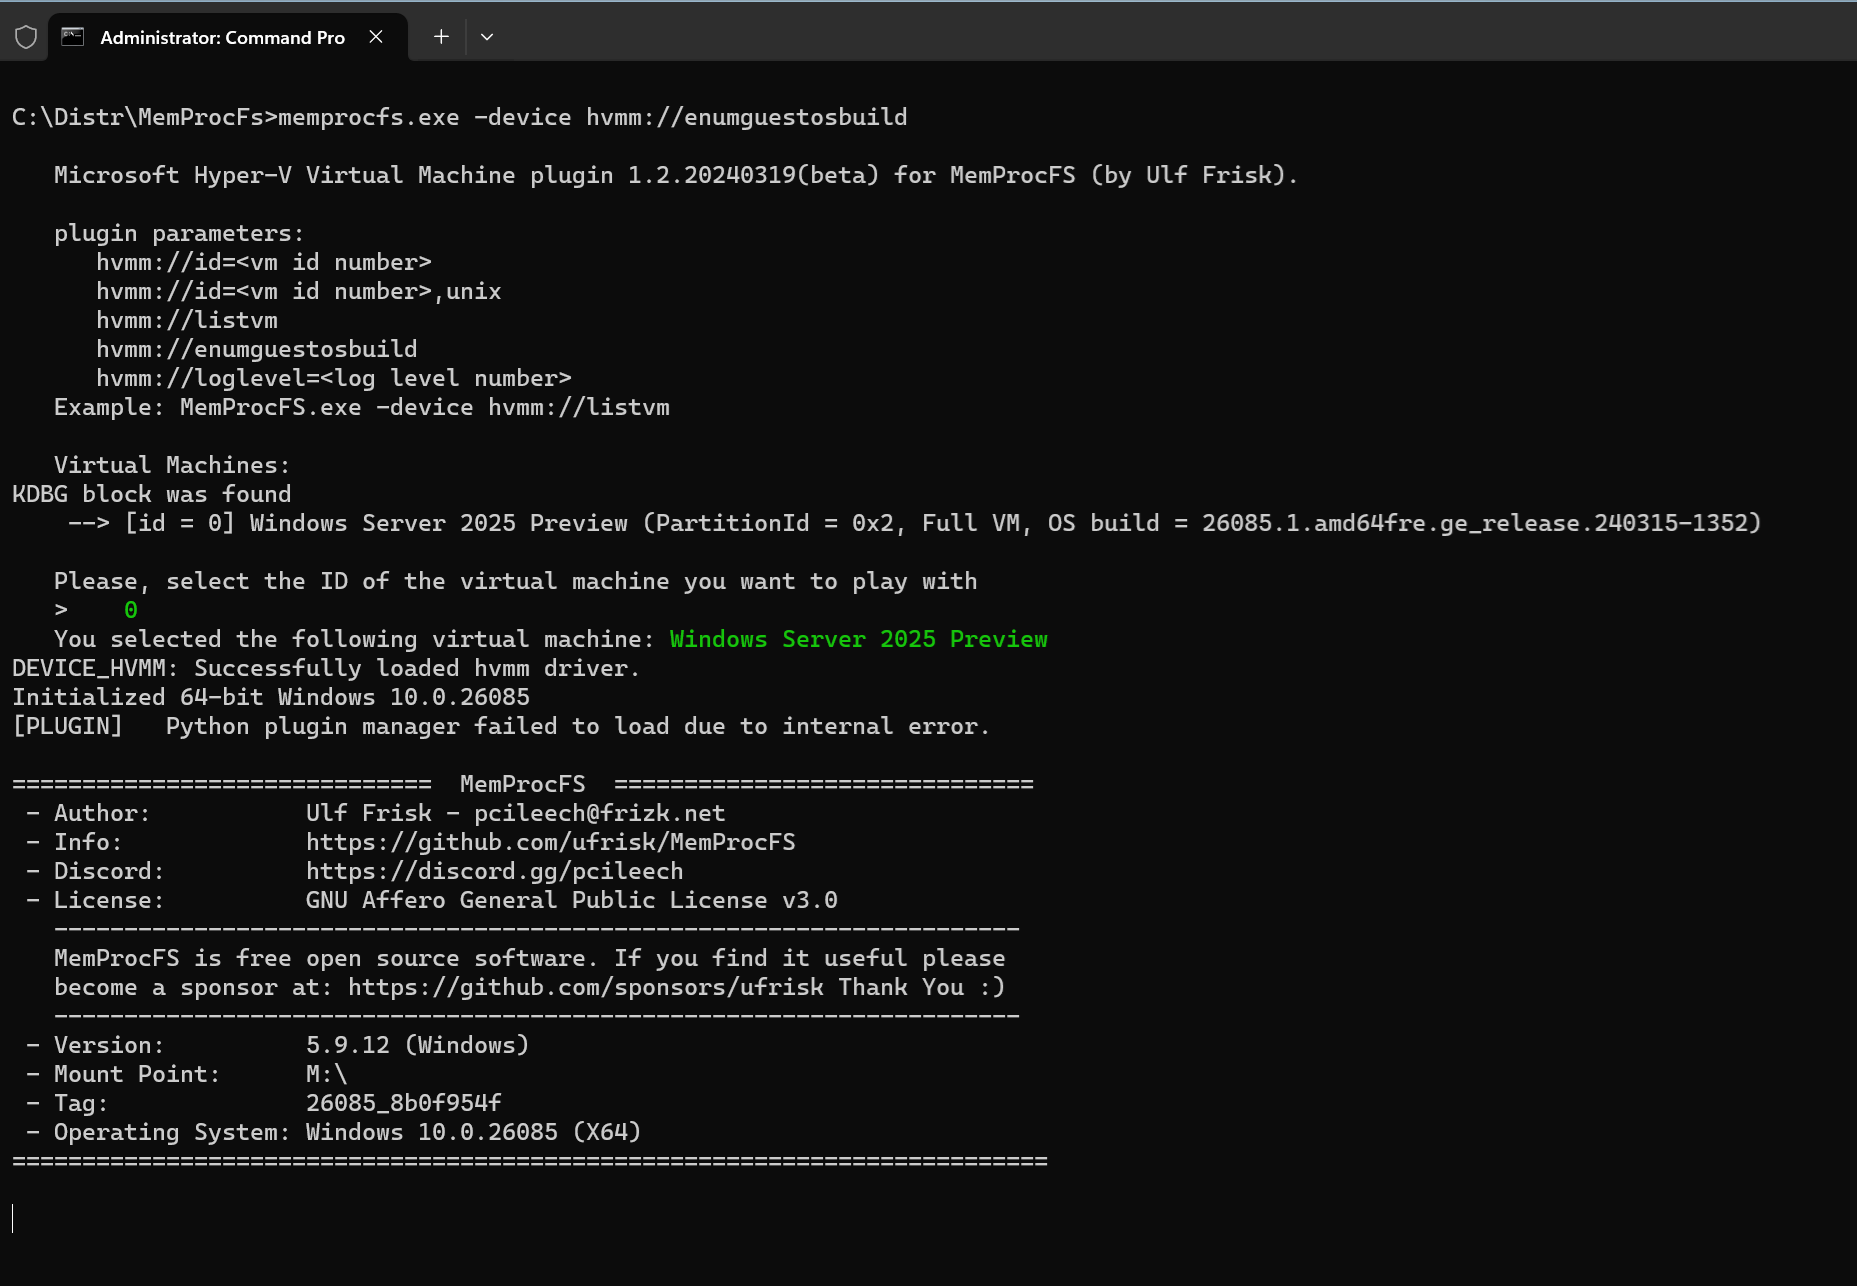 Administrator: Command Pro
C:\Distr\MemProcFs>memprocfs.exe -device hvmm://enumguestosbuild
Microsoft Hyper-V Virtual Machine plugin 1.2.20240319(beta) for MemProcFS (by Ulf Frisk).
plugin parameters:
hvmm://id=<vm id number>
hvmm://id=<vm id number>,unix
hvmm://listvm
hvmm://enumguestosbuild
hvmm://loglevel=<log level number>
Example: MemProcFS.exe -device hvmm://listvm
Virtual Machines:
KDBG block was found
--> [id = 0] Windows Server 2025 Preview (PartitionId = 0x2, Full VM, OS build = 26085.1.amd64fre.ge_release.240315-1352)
Please, select the ID of the virtual machine you want to play with
> 0
You selected the following virtual machine: Windows Server 2025 Preview
DEVICE_HVMM: Successfully loaded hvmm driver.
Initialized 64-bit Windows 10.0.26085
[PLUGIN] Python plugin manager failed to load due to internal error.
============================== MemProcFS ==============================
- Author: Ulf Frisk - pcileech@frizk.net
- Info: https://github.com/ufrisk/MemProcFS
- Discord: https://discord.gg/pcileech
- License: GNU Affero General Public License v3.0
---------------------------------------------------------------------
MemProcFS is free open source software. If you find it useful please
become a sponsor at: https://github.com/sponsors/ufrisk Thank You :)
---------------------------------------------------------------------
- Version: 5.9.12 (Windows)
- Mount Point: M:\
- Tag: 26085_8b0f954f
- Operating System: Windows 10.0.26085 (X64)
==========================================================================